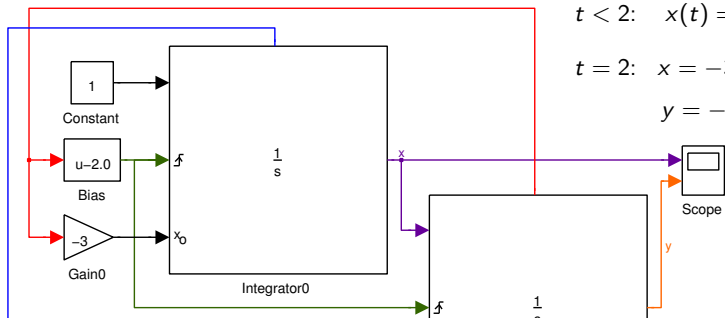 t < 2: x(t) =
t = 2: x = −
y = −
1
Constant
u−2.0
Bias
−3
Gain0
x0
1
s
Integrator0
x
y
Scope
1